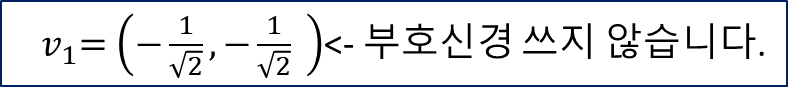 v₁= (−1/√2, −1/√2 )<- 부호신경 쓰지 않습니다.